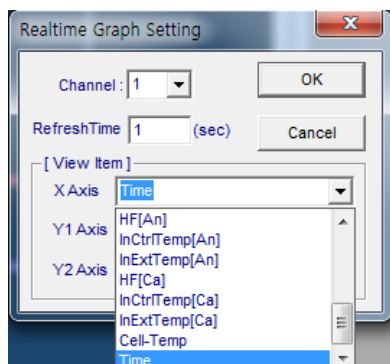 Realtime Graph Setting
Channel : 1
OK
RefreshTime 1 (sec)
Cancel
[ View Item ]
X Axis Time
Y1 Axis
Y2 Axis
HF[An]
InCtrlTemp[An]
InExtTemp[An]
HF[Ca]
InCtrlTemp[Ca]
InExtTemp[Ca]
Cell-Temp
Time